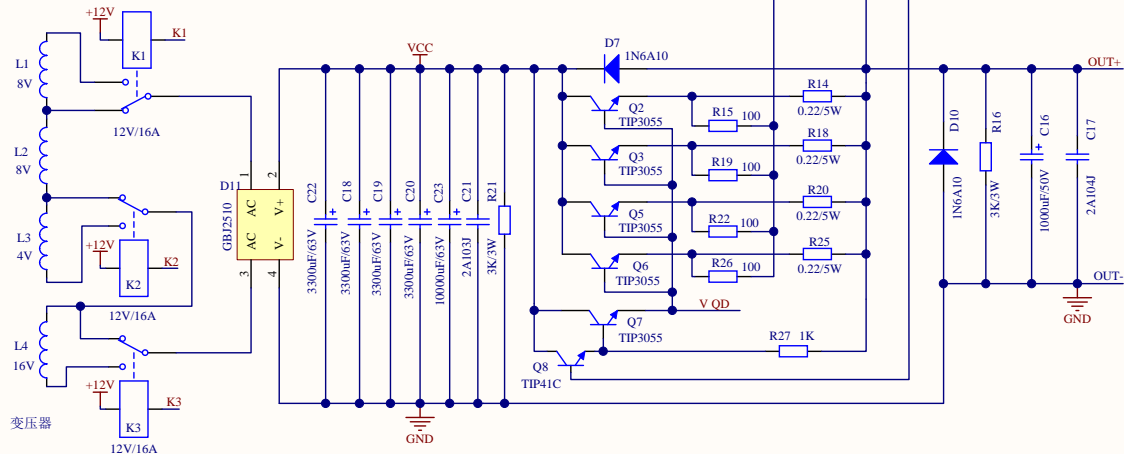 +12V
K1
K1
L1
8V
12V/16A
L2
8V
L3
4V
+12V
K2
K2
12V/16A
L4
16V
+12V
K3
K3
12V/16A
变压器
D11
GBJ2510
1
2
AC
V+
AC
V-
3
4
VCC
C22
3300uF/63V
C18
3300uF/63V
C19
3300uF/63V
C20
3300uF/63V
C23
10000uF/63V
C21
2A103J
R21
3K/3W
GND
D7
1N6A10
Q2
TIP3055
R14
0.22/5W
R15
100
Q3
TIP3055
R18
0.22/5W
R19
100
Q5
TIP3055
R20
0.22/5W
R22
100
Q6
TIP3055
R25
0.22/5W
R26
100
V QD
Q7
TIP3055
R27 1K
Q8
TIP41C
OUT+
D10
1N6A10
R16
3K/3W
C16
1000uF/50V
C17
2A104J
OUT-
GND